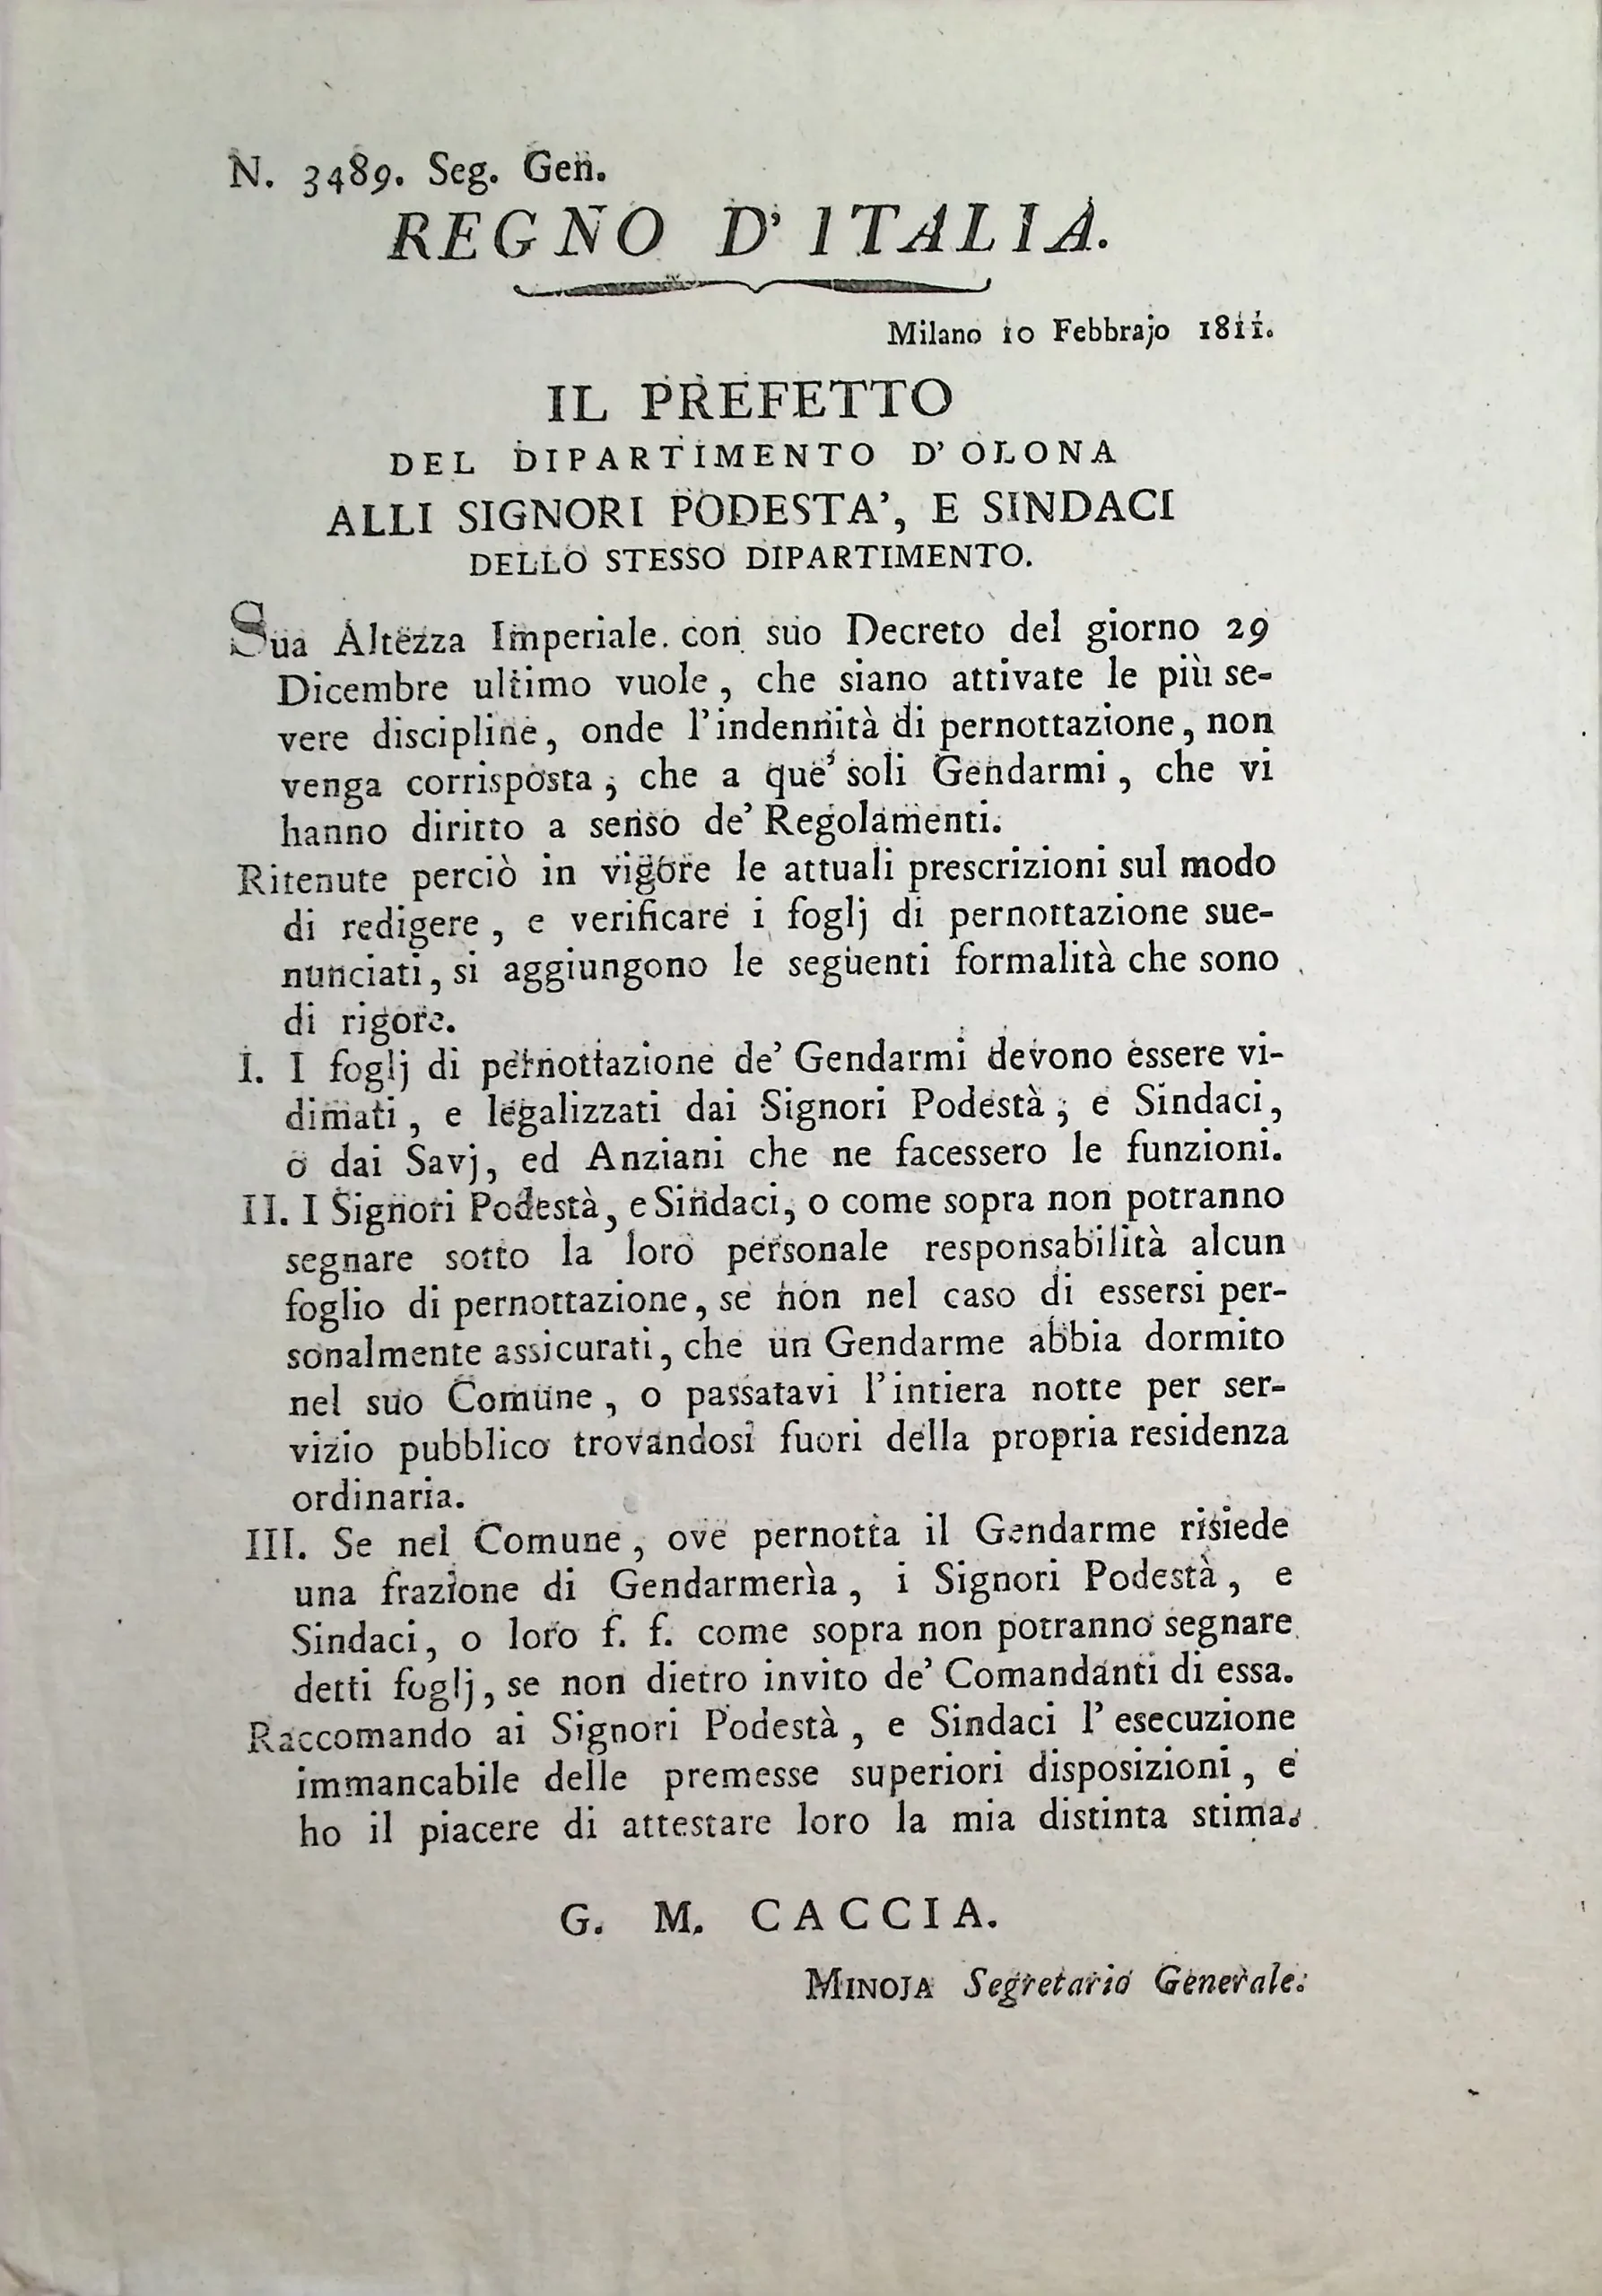 N. 3489. Seg. Gen.
REGNO D' ITALIA.
Milano 10 Febbrajo 1811.
IL PREFETTO
DEL DIPARTIMENTO D' OLONA
ALLI SIGNORI PODESTA', E SINDACI
DELLO STESSO DIPARTIMENTO.
Sua Altezza Imperiale con suo Decreto del giorno 29
Dicembre ultimo vuole, che siano attivate le più se-
vere discipline, onde l'indennità di pernottazione, non
venga corrisposta, che a que' soli Gendarmi, che vi
hanno diritto a senso de' Regolamenti.
Ritenute perciò in vigore le attuali prescrizioni sul modo
di redigere, e verificare i foglj di pernottazione sue-
nunciati, si aggiungono le seguenti formalità che sono
di rigore.
I. I foglj di pernottazione de' Gendarmi devono essere vi-
dimati, e legalizzati dai Signori Podestà, e Sindaci,
o dai Savj, ed Anziani che ne facessero le funzioni.
II. I Signori Podestà, e Sindaci, o come sopra non potranno
segnare sotto la loro personale responsabilità alcun
foglio di pernottazione, se non nel caso di essersi per-
sonalmente assicurati, che un Gendarme abbia dormito
nel suo Comune, o passatavi l'intiera notte per ser-
vizio pubblico trovandosi fuori della propria residenza
ordinaria.
III. Se nel Comune, ove pernotta il Gendarme risiede
una frazione di Gendarmerìa, i Signori Podestà, e
Sindaci, o loro f. f. come sopra non potranno segnare
detti foglj, se non dietro invito de' Comandanti di essa.
Raccomando ai Signori Podestà, e Sindaci l'esecuzione
immancabile delle premesse superiori disposizioni, e
ho il piacere di attestare loro la mia distinta stima.
G. M. CACCIA.
MINOJA Segretario Generale.